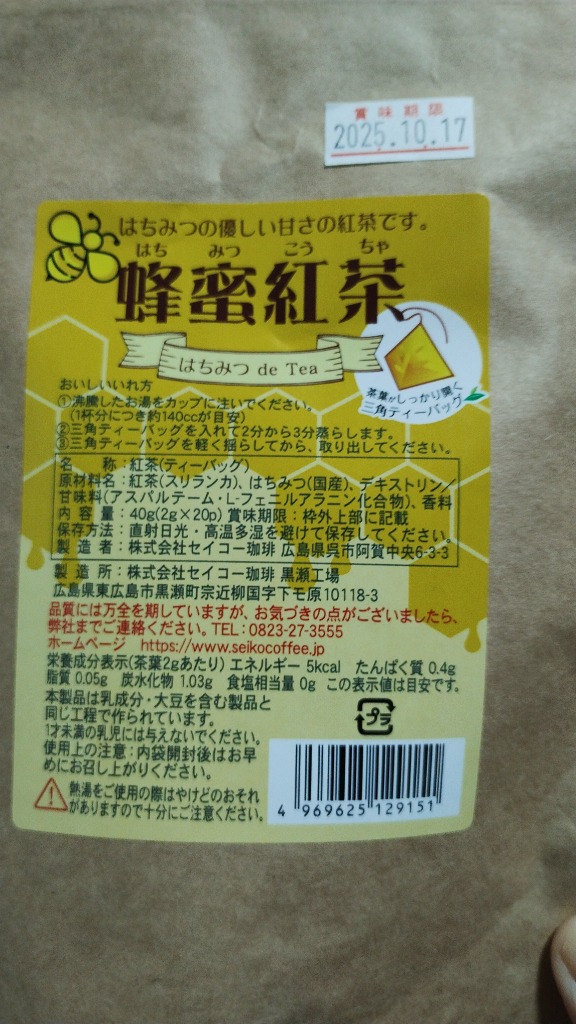 賞味期限
2025.10.17
はちみつの優しい甘さの紅茶です。
はち みつ こう ちゃ
蜂蜜紅茶
はちみつ de Tea
茶葉がしっかり開く
三角ティーバッグ
おいしいいれ方
①沸騰したお湯をカップに注いでください。
(1杯分につき約140ccが目安)
②三角ティーバッグを入れて2分から3分蒸らします。
③三角ティーバッグを軽く揺らしてから、取り出してください。
名 称:紅茶(ティーバッグ)
原材料名:紅茶(スリランカ)、はちみつ(国産)、デキストリン/
甘味料(アスパルテーム・L-フェニルアラニン化合物)、香料
内 容 量:40g(2g×20p) 賞味期限:枠外上部に記載
保存方法:直射日光・高温多湿を避けて保存してください。
製 造 者:株式会社セイコー珈琲 広島県呉市阿賀中央6-3-3
製 造 所:株式会社セイコー珈琲 黒瀬工場
広島県東広島市黒瀬町宗近柳国字下モ原10118-3
品質には万全を期していますが、お気づきの点がございましたら、
弊社までご連絡ください。TEL:0823-27-3555
ホームページ https://www.seikocoffee.jp
栄養成分表示(茶葉2gあたり) エネルギー 5kcal たんぱく質 0.4g
脂質 0.05g 炭水化物 1.03g 食塩相当量 0g この表示値は目安です。
本製品は乳成分・大豆を含む製品と
同じ工程で作られています。
1才未満の乳児には与えないでください。
使用上の注意:内袋開封後はお早
めにお召し上がりください。
熱湯をご使用の際はやけどのおそれ
がありますので十分にご注意ください。
プラ
4 969625 129151